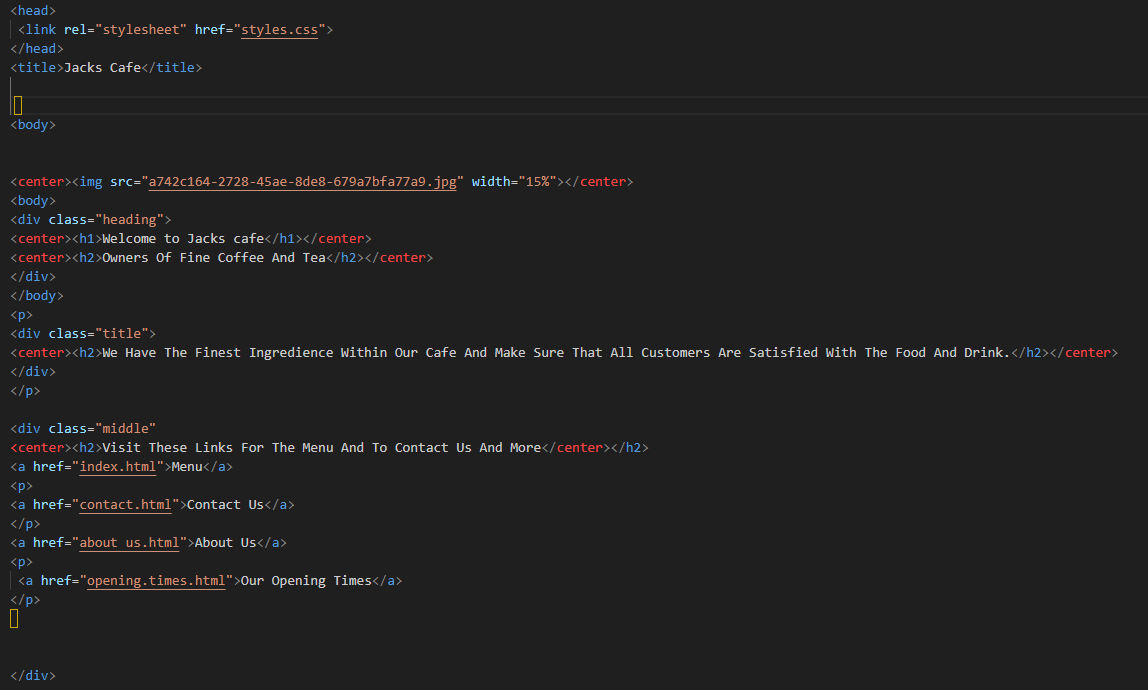 <head>
<link rel="stylesheet" href="styles.css">
</head>
<title>Jacks Cafe</title>
<body>
<center><img src="a742c164-2728-45ae-8de8-679a7bfa77a9.jpg" width="15%"></center>
<body>
<div class="heading">
<center><h1>Welcome to Jacks cafe</h1></center>
<center><h2>Owners Of Fine Coffee And Tea</h2></center>
</div>
</body>
<p>
<div class="title">
<center><h2>We Have The Finest Ingredience Within Our Cafe And Make Sure That All Customers Are Satisfied With The Food And Drink.</h2></center>
</div>
</p>
<div class="middle"
<center><h2>Visit These Links For The Menu And To Contact Us And More</center></h2>
<a href="index.html">Menu</a>
<p>
<a href="contact.html">Contact Us</a>
</p>
<a href="about us.html">About Us</a>
<p>
<a href="opening.times.html">Our Opening Times</a>
</p>
</div>